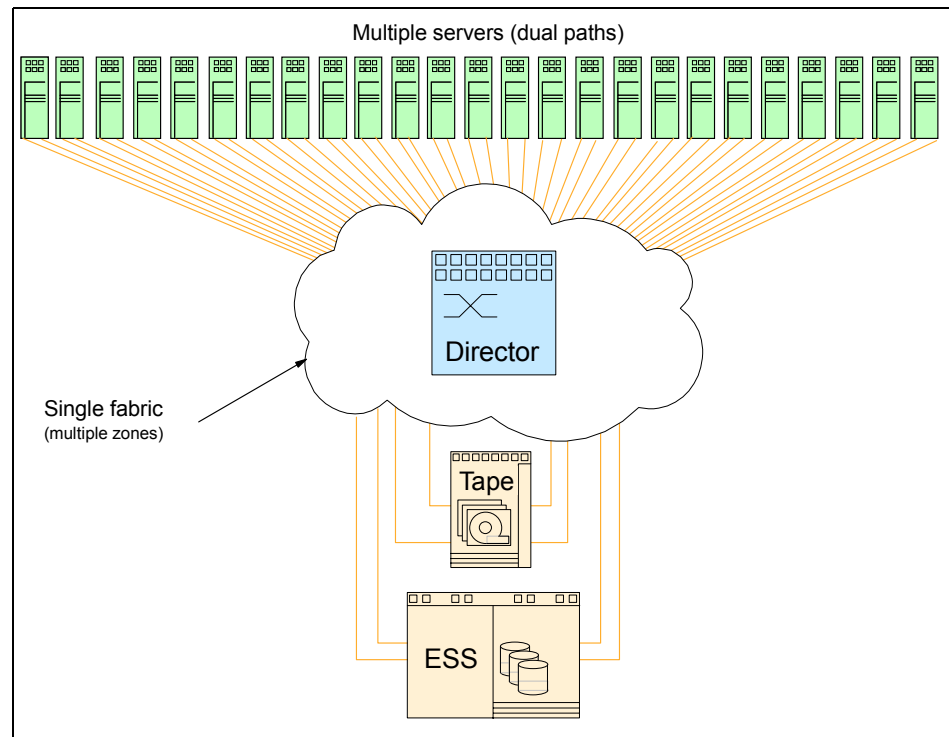 Multiple servers (dual paths)
Director
Single fabric
(multiple zones)
Tape
ESS